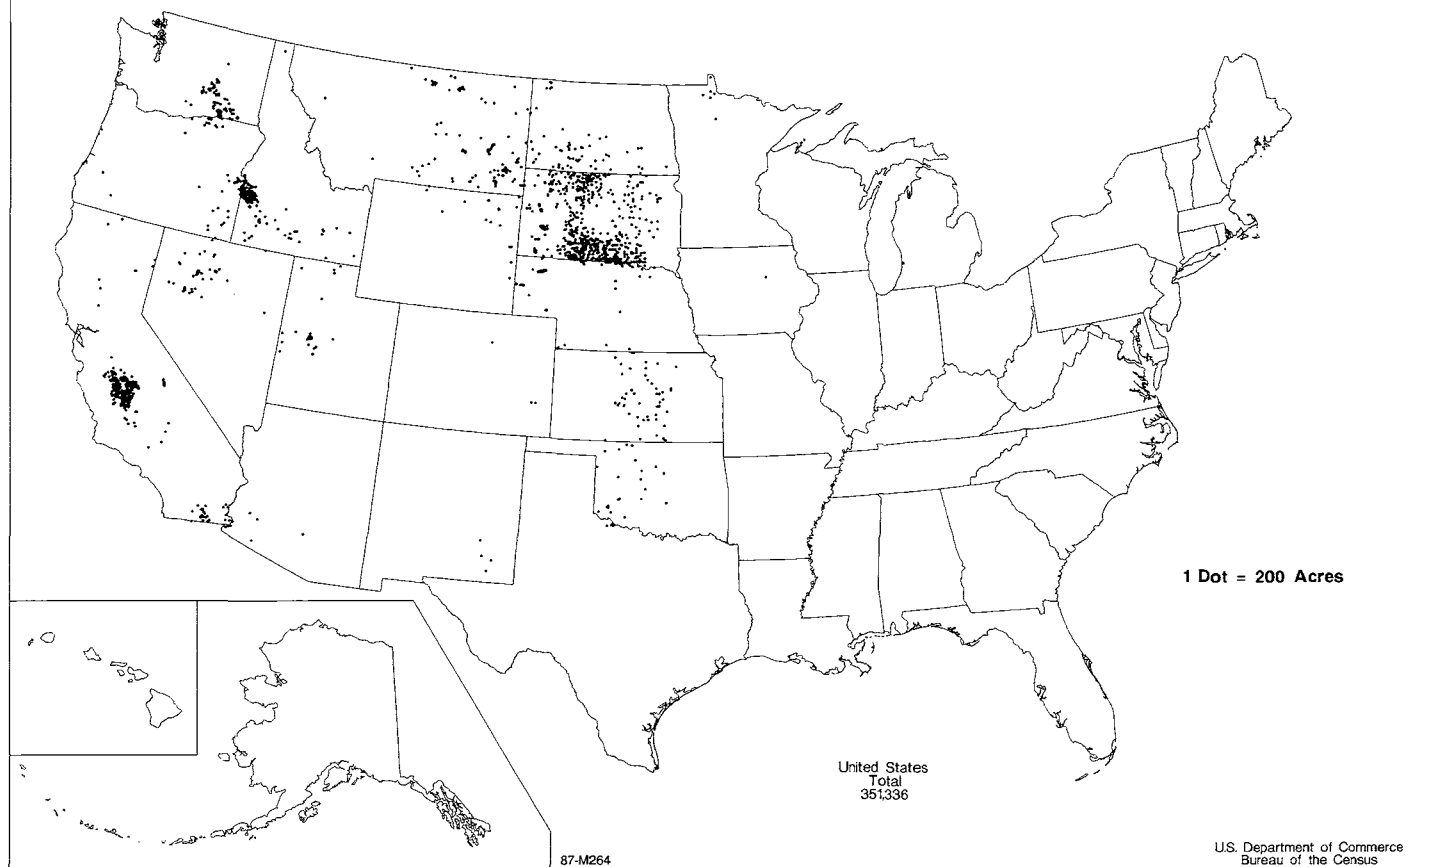 1 Dot = 200 Acres
United States
Total
351,336
87-M264
U.S. Department of Commerce
Bureau of the Census